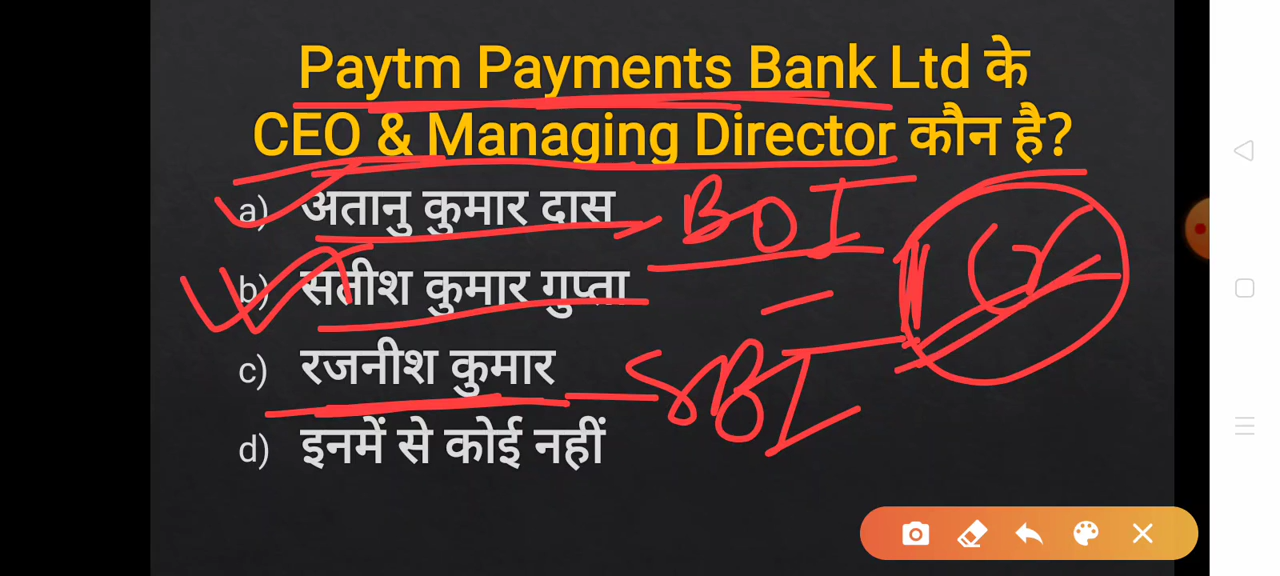 Paytm Payments Bank Ltd के
CEO & Managing Director कौन है?
a) अतानु कुमार दास BOI
b) सतीश कुमार गुप्ता
c) रजनीश कुमार SBI
d) इनमें से कोई नहीं